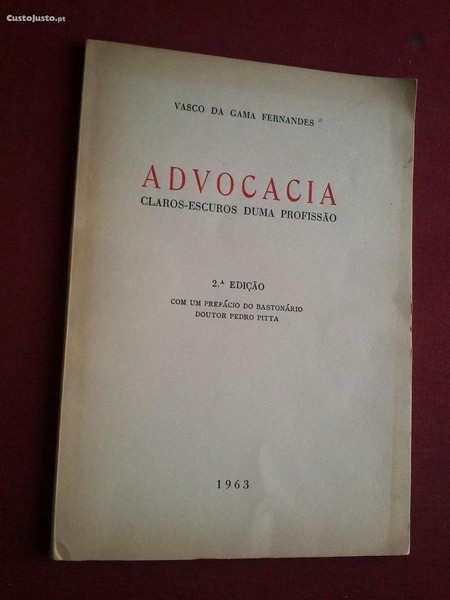 CustoJusto.pt
VASCO DA GAMA FERNANDES
ADVOCACIA
CLAROS-ESCUROS DUMA PROFISSÃO
2.ª EDIÇÃO
COM UM PREFÁCIO DO BASTONÁRIO
DOUTOR PEDRO PITTA
1963